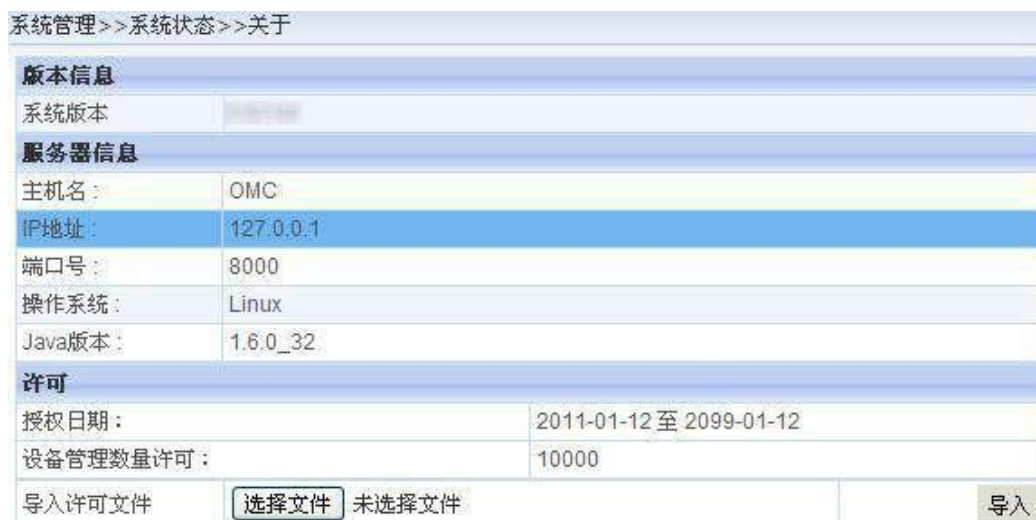 系统管理>>系统状态>>关于
版本信息
系统版本
服务器信息
主机名： OMC
IP地址： 127.0.0.1
端口号： 8000
操作系统： Linux
Java版本： 1.6.0_32
许可
授权日期： 2011-01-12 至 2099-01-12
设备管理数量许可： 10000
导入许可文件 选择文件 未选择文件 导入